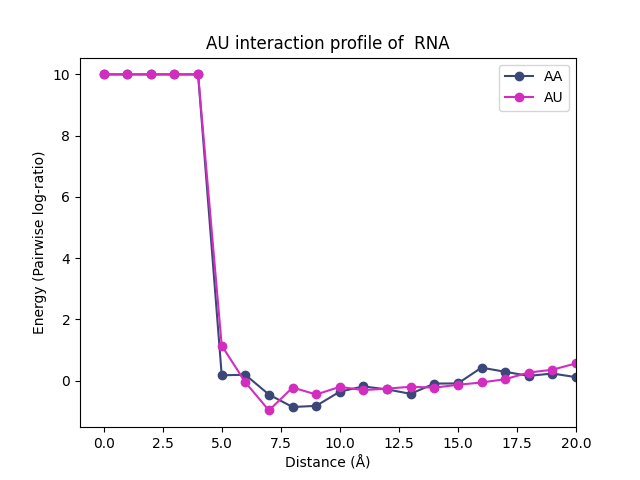 AU interaction profile of  RNA
AA
AU
Energy (Pairwise log-ratio)
10
8
6
4
2
0
0.0 2.5 5.0 7.5 10.0 12.5 15.0 17.5 20.0
Distance (Å)